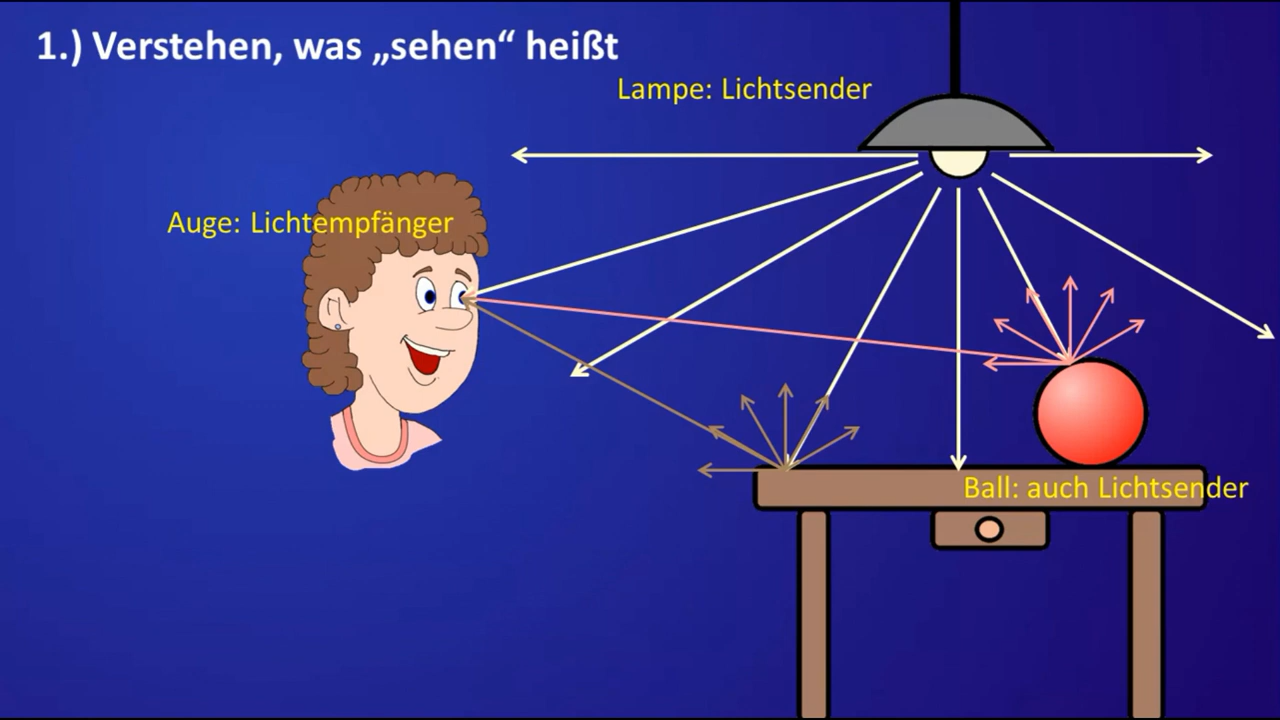 1.) Verstehen, was „sehen“ heißt
Lampe: Lichtsender
Auge: Lichtempfänger
Ball: auch Lichtsender